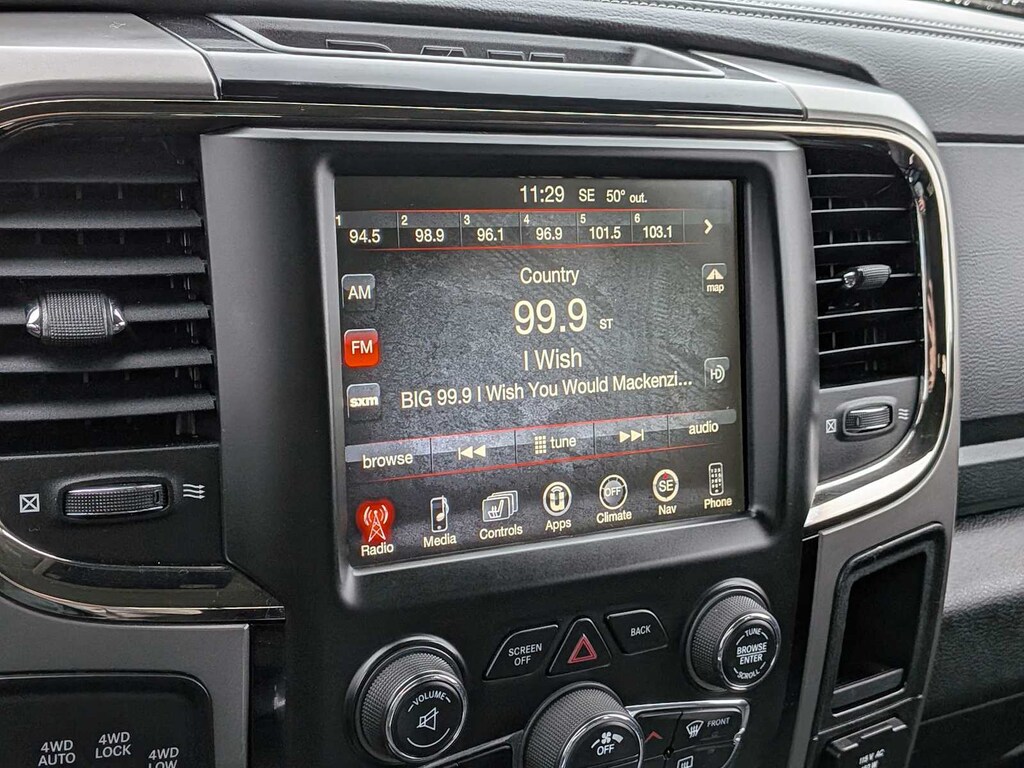 11:29 SE 50° out.
1 2 3 4 5 6
94.5 98.9 96.1 96.9 101.5 103.1
Country
map
AM
99.9 ST
FM
I Wish
HD
sxm
BIG 99.9 I Wish You Would Mackenzi...
browse tune audio
OFF SE
Radio Media Controls Apps Climate Nav Phone
SCREEN
OFF
BACK
TUNE
BROWSE
ENTER
SCROLL
VOLUME
FRONT
OFF
4WD
AUTO
4WD
LOCK
4WD
LOW
115 V AC